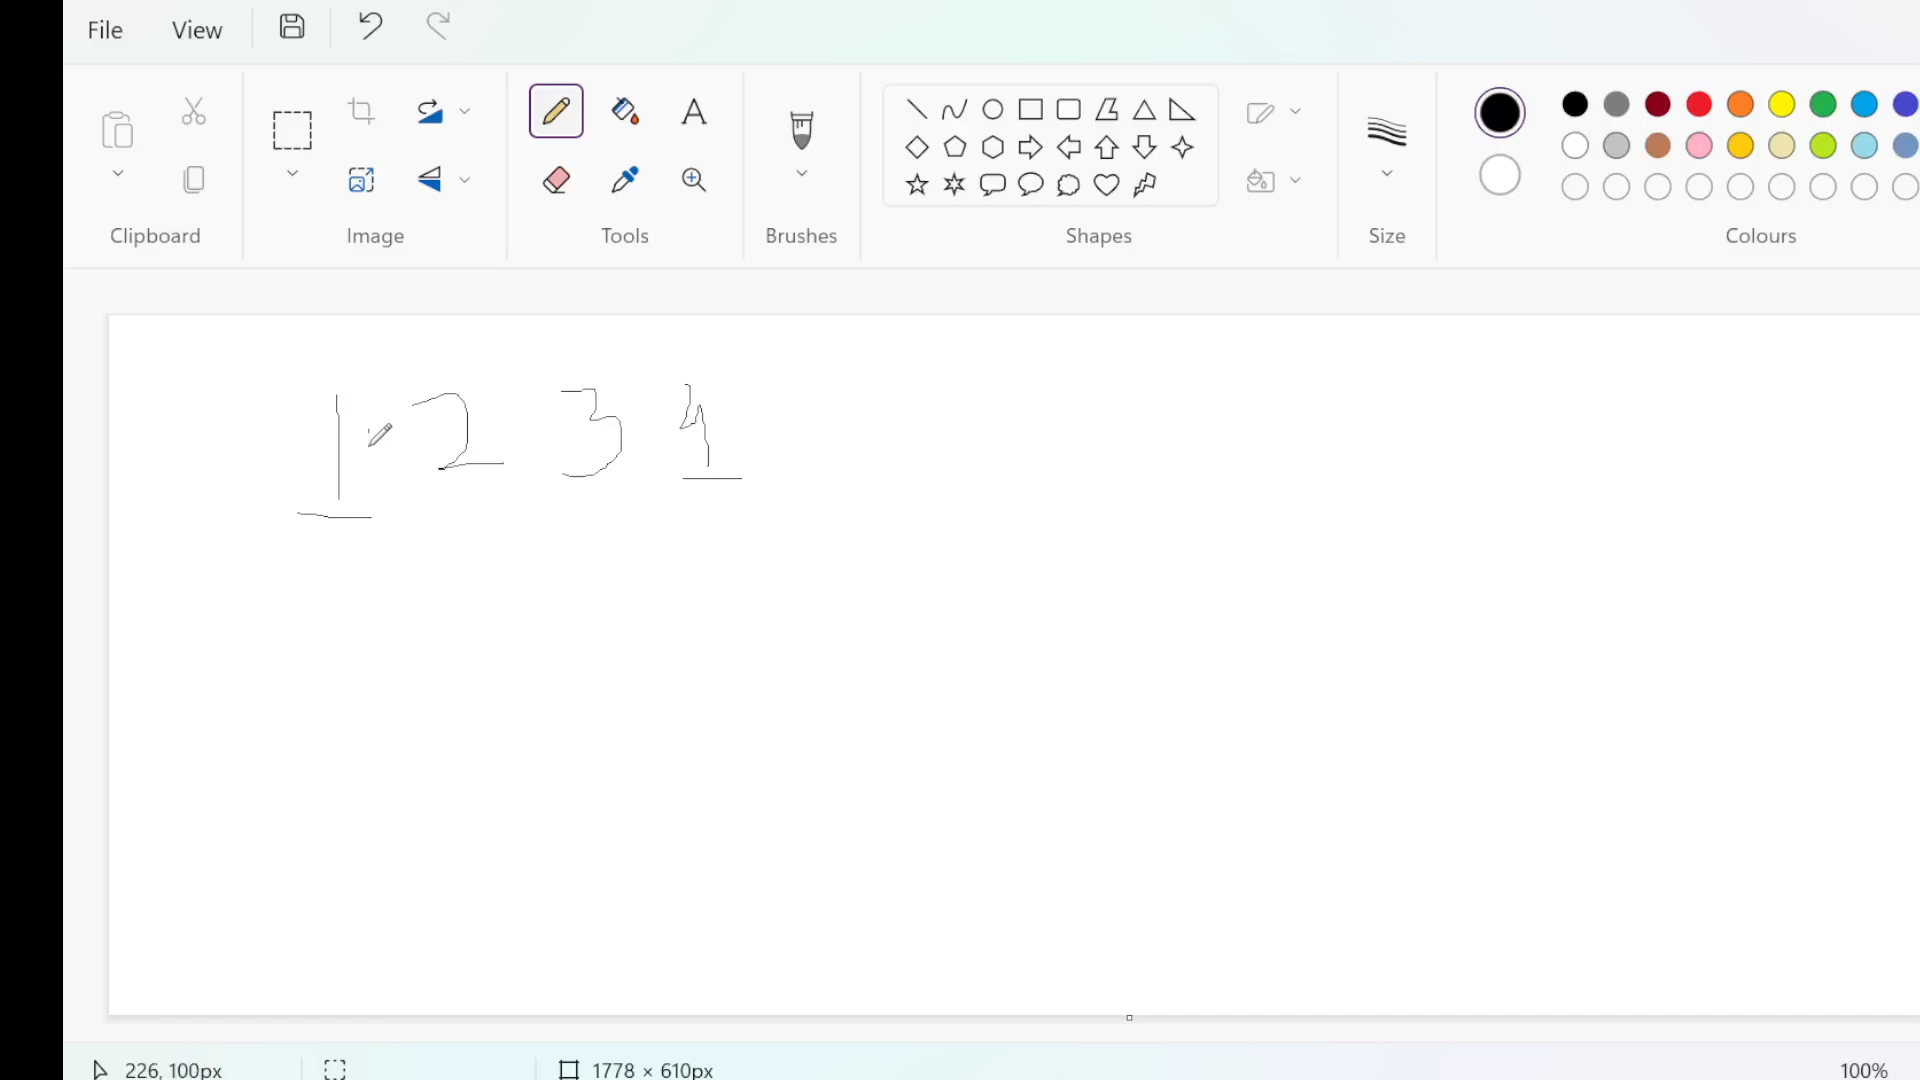 File View
Clipboard Image Tools Brushes Shapes Size Colours
1 2 3 4
226, 100px 1778 × 610px 100%